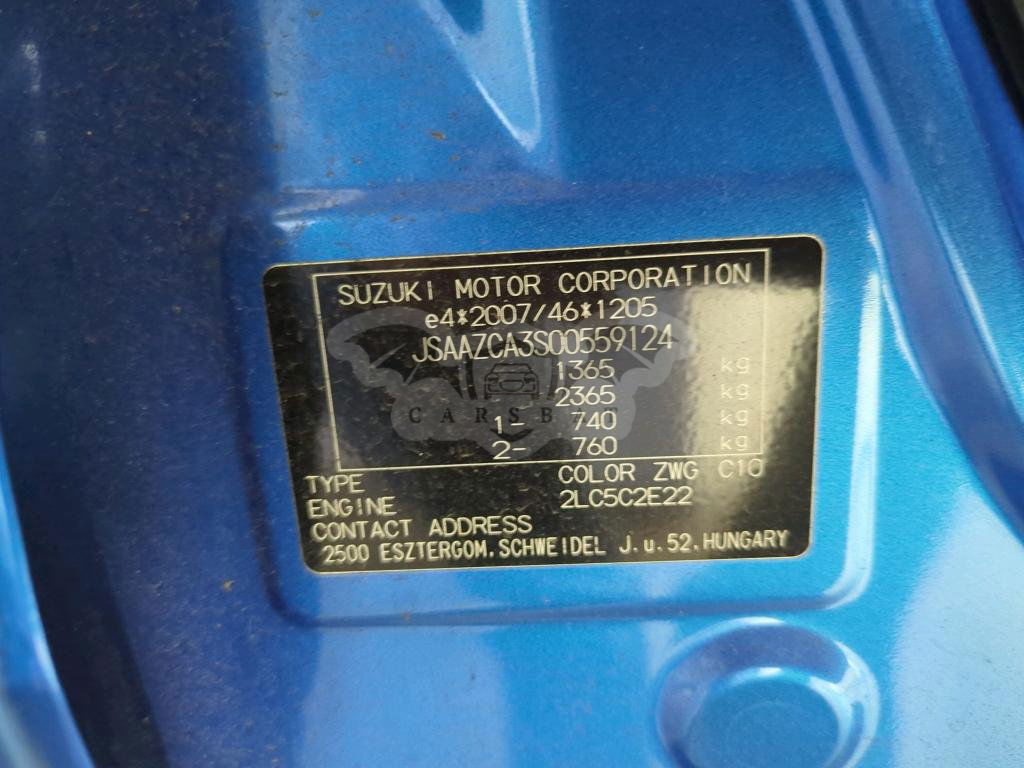 SUZUKI MOTOR CORPORATION
e4*2007/46*1205
JSAAZCA3S00559124
1365 kg
2365 kg
1- 740 kg
2- 760 kg
CARSB
TYPE COLOR ZWG C10
ENGINE 2LC5C2E22
CONTACT ADDRESS
2500 ESZTERGOM.SCHWEIDEL J.u.52.HUNGARY